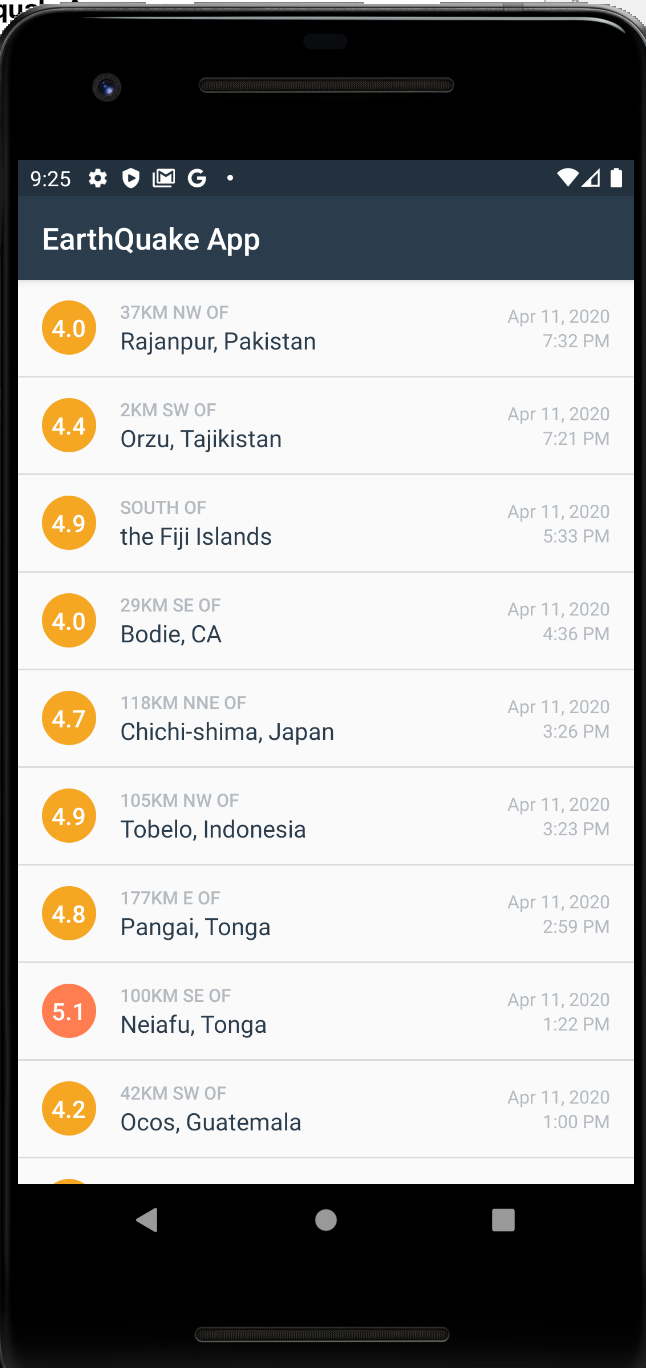 9:25
EarthQuake App
4.0
37KM NW OF
Rajanpur, Pakistan
Apr 11, 2020
7:32 PM
4.4
2KM SW OF
Orzu, Tajikistan
Apr 11, 2020
7:21 PM
4.9
SOUTH OF
the Fiji Islands
Apr 11, 2020
5:33 PM
4.0
29KM SE OF
Bodie, CA
Apr 11, 2020
4:36 PM
4.7
118KM NNE OF
Chichi-shima, Japan
Apr 11, 2020
3:26 PM
4.9
105KM NW OF
Tobelo, Indonesia
Apr 11, 2020
3:23 PM
4.8
177KM E OF
Pangai, Tonga
Apr 11, 2020
2:59 PM
5.1
100KM SE OF
Neiafu, Tonga
Apr 11, 2020
1:22 PM
4.2
42KM SW OF
Ocos, Guatemala
Apr 11, 2020
1:00 PM